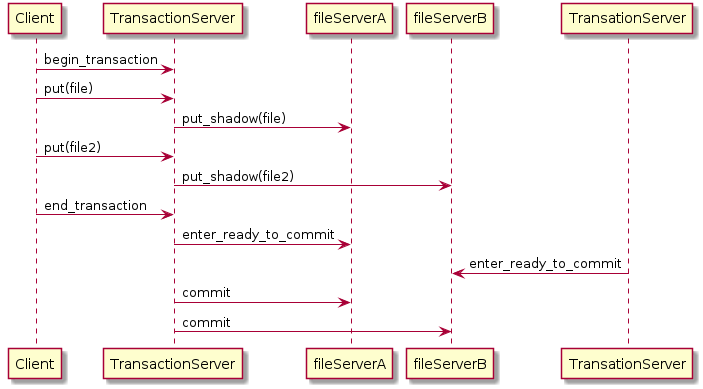 Client TransactionServer fileServerA fileServerB TransationServer
begin_transaction
put(file)
put_shadow(file)
put(file2)
put_shadow(file2)
end_transaction
enter_ready_to_commit
enter_ready_to_commit
commit
commit
Client TransactionServer fileServerA fileServerB TransationServer